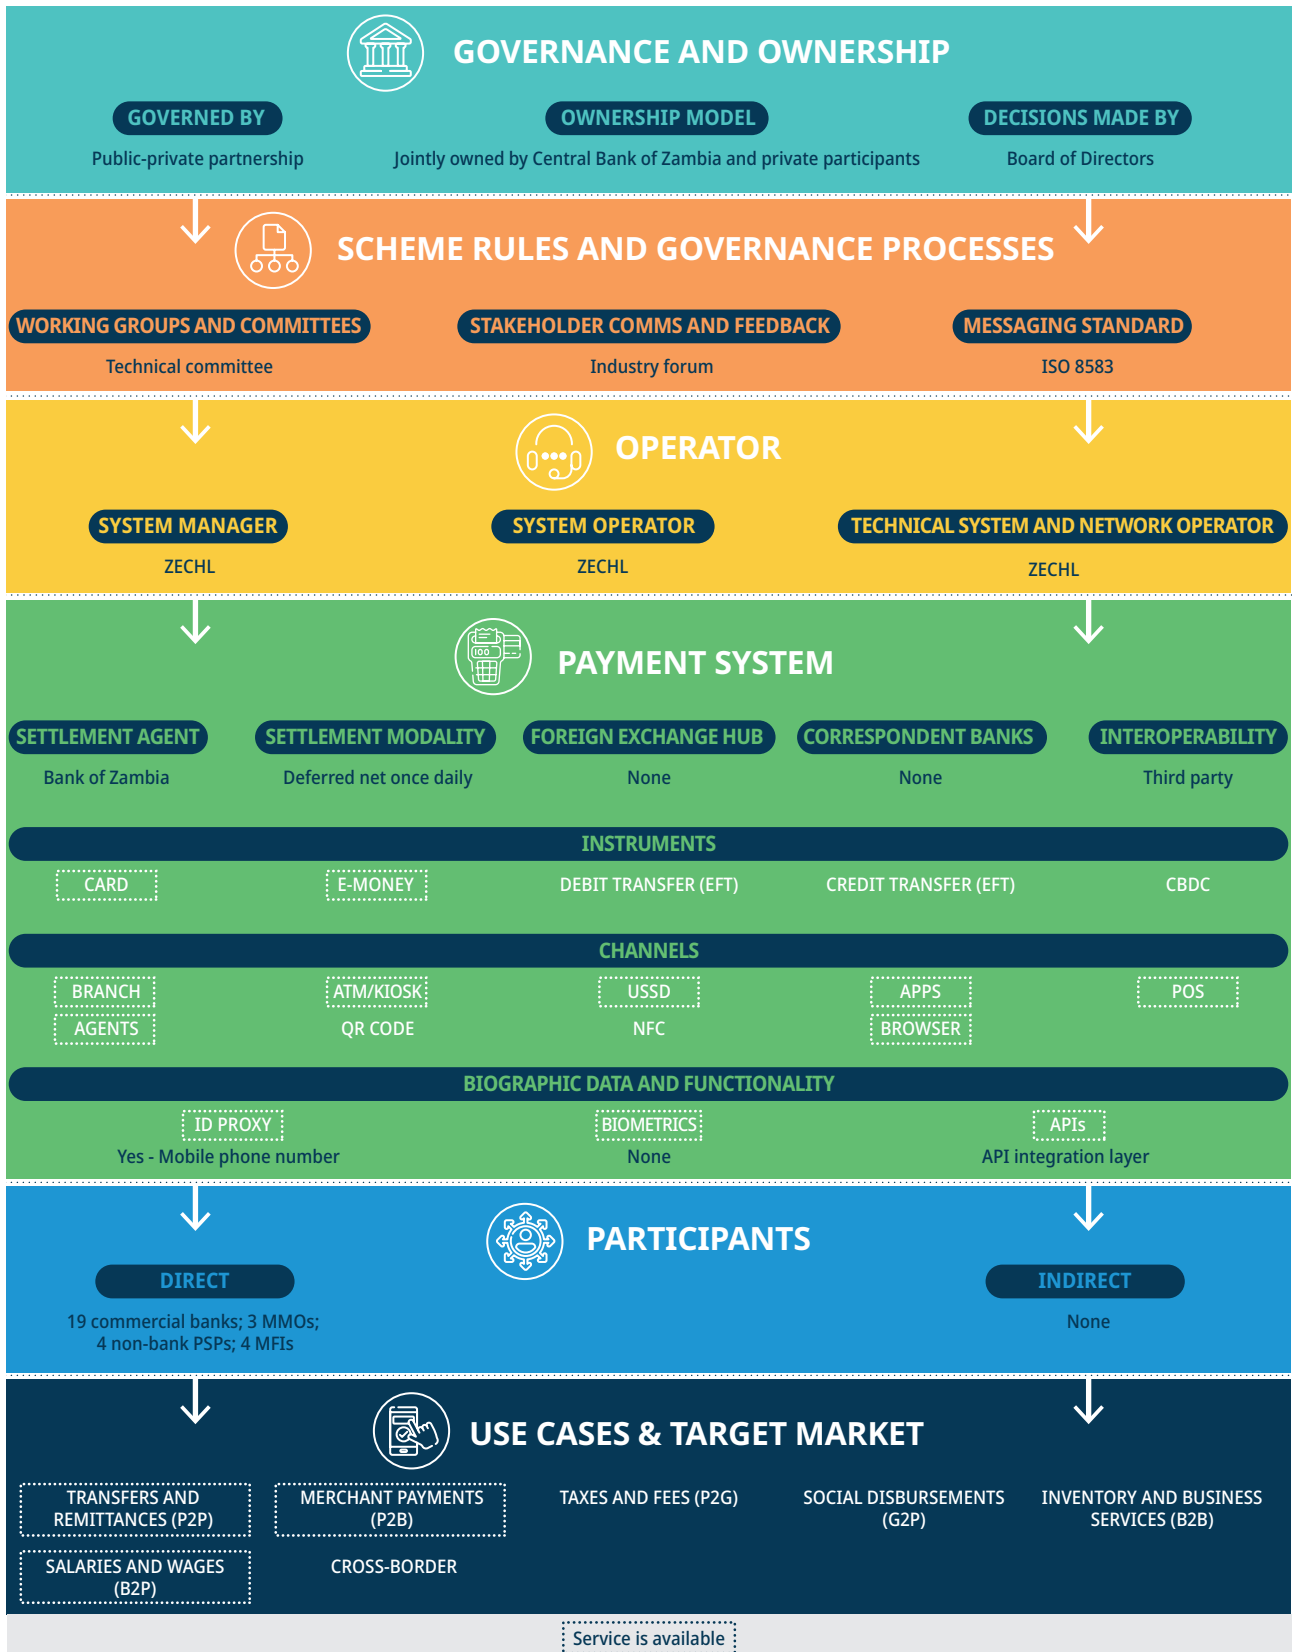 GOVERNANCE AND OWNERSHIP
GOVERNED BY
OWNERSHIP MODEL
DECISIONS MADE BY
Public-private partnership
Jointly owned by Central Bank of Zambia and private participants
Board of Directors
SCHEME RULES AND GOVERNANCE PROCESSES
WORKING GROUPS AND COMMITTEES
STAKEHOLDER COMMS AND FEEDBACK
MESSAGING STANDARD
Technical committee
Industry forum
ISO 8583
OPERATOR
SYSTEM MANAGER
SYSTEM OPERATOR
TECHNICAL SYSTEM AND NETWORK OPERATOR
ZECHL
ZECHL
ZECHL
100
PAYMENT SYSTEM
SETTLEMENT AGENT
SETTLEMENT MODALITY
FOREIGN EXCHANGE HUB
CORRESPONDENT BANKS
INTEROPERABILITY
Bank of Zambia
Deferred net once daily
None
None
Third party
INSTRUMENTS
CARD
E-MONEY
DEBIT TRANSFER (EFT)
CREDIT TRANSFER (EFT)
CBDC
CHANNELS
BRANCH
ATM/KIOSK
USSD
APPS
POS
AGENTS
QR CODE
NFC
BROWSER
BIOGRAPHIC DATA AND FUNCTIONALITY
ID PROXY
BIOMETRICS
APIs
Yes - Mobile phone number
None
API integration layer
PARTICIPANTS
DIRECT
INDIRECT
19 commercial banks; 3 MMOs;
4 non-bank PSPs; 4 MFIs
None
USE CASES & TARGET MARKET
TRANSFERS AND
REMITTANCES (P2P)
MERCHANT PAYMENTS
(P2B)
TAXES AND FEES (P2G)
SOCIAL DISBURSEMENTS
(G2P)
INVENTORY AND BUSINESS
SERVICES (B2B)
SALARIES AND WAGES
(B2P)
CROSS-BORDER
Service is available